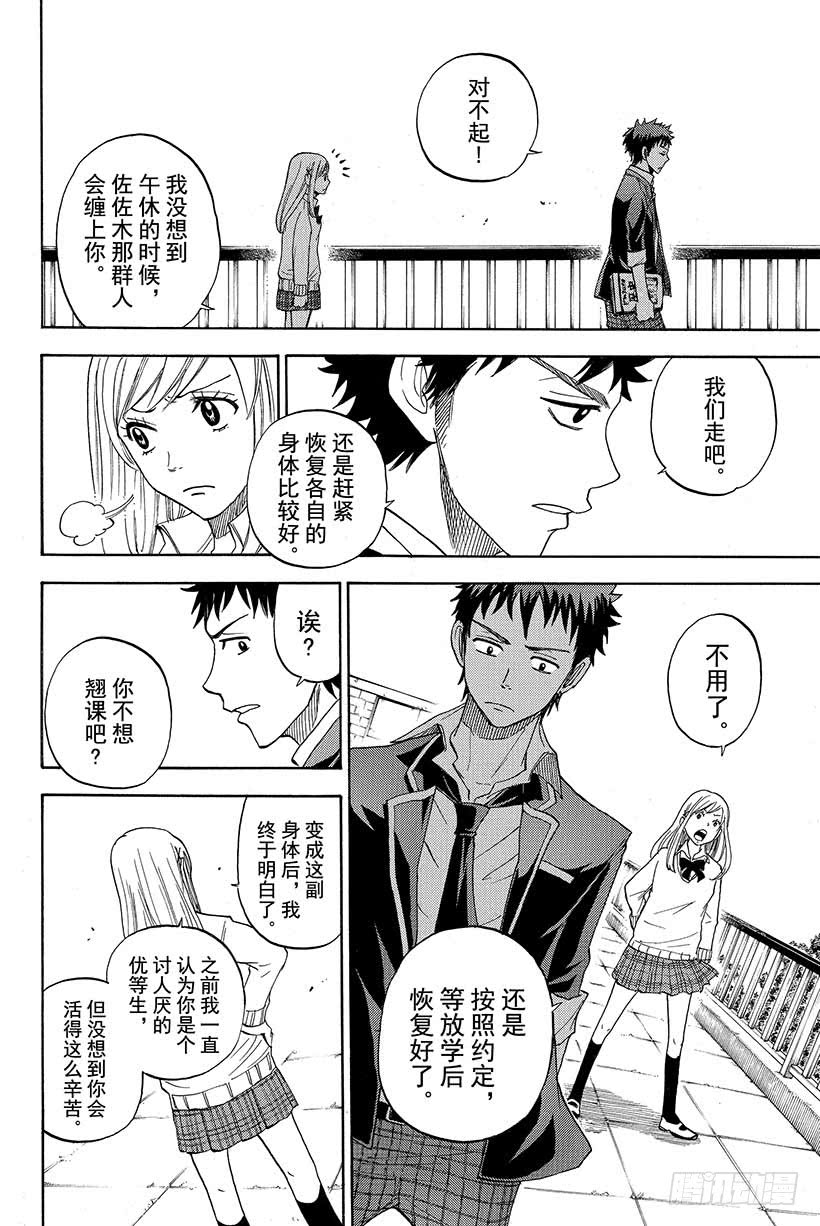 对不起！
我没想到
午休的时候，
佐佐木那群人
会缠上你。
我们走吧。
还是赶紧
恢复各自的
身体比较好。
不用了。
还是
按照约定，
等放学后
恢复好了。
诶？
你不想
翘课吧？
变成这副
身体后，我
终于明白了。
之前我一直
认为你是个
讨人厌的
优等生，
但没想到你会
活得这么辛苦。
腾讯动漫